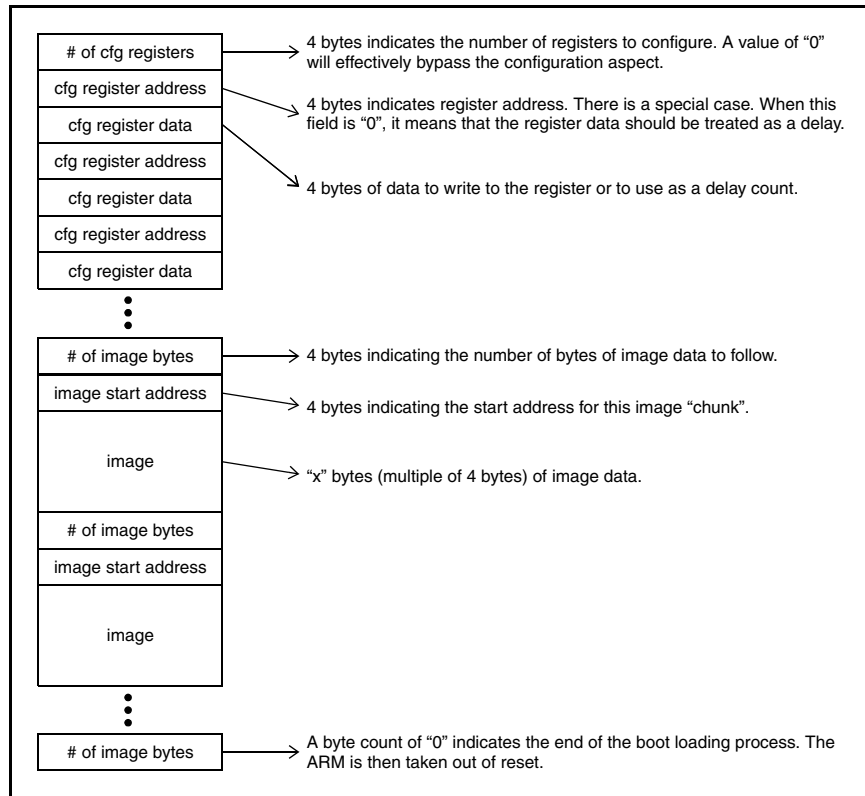 # of cfg registers
4 bytes indicates the number of registers to configure. A value of “0”
will effectively bypass the configuration aspect.
cfg register address
4 bytes indicates register address. There is a special case. When this
field is “0”, it means that the register data should be treated as a delay.
cfg register data
4 bytes of data to write to the register or to use as a delay count.
cfg register address
cfg register data
cfg register address
cfg register data
# of image bytes
4 bytes indicating the number of bytes of image data to follow.
image start address
4 bytes indicating the start address for this image “chunk”.
image
“x” bytes (multiple of 4 bytes) of image data.
# of image bytes
image start address
image
# of image bytes
A byte count of “0” indicates the end of the boot loading process. The
ARM is then taken out of reset.